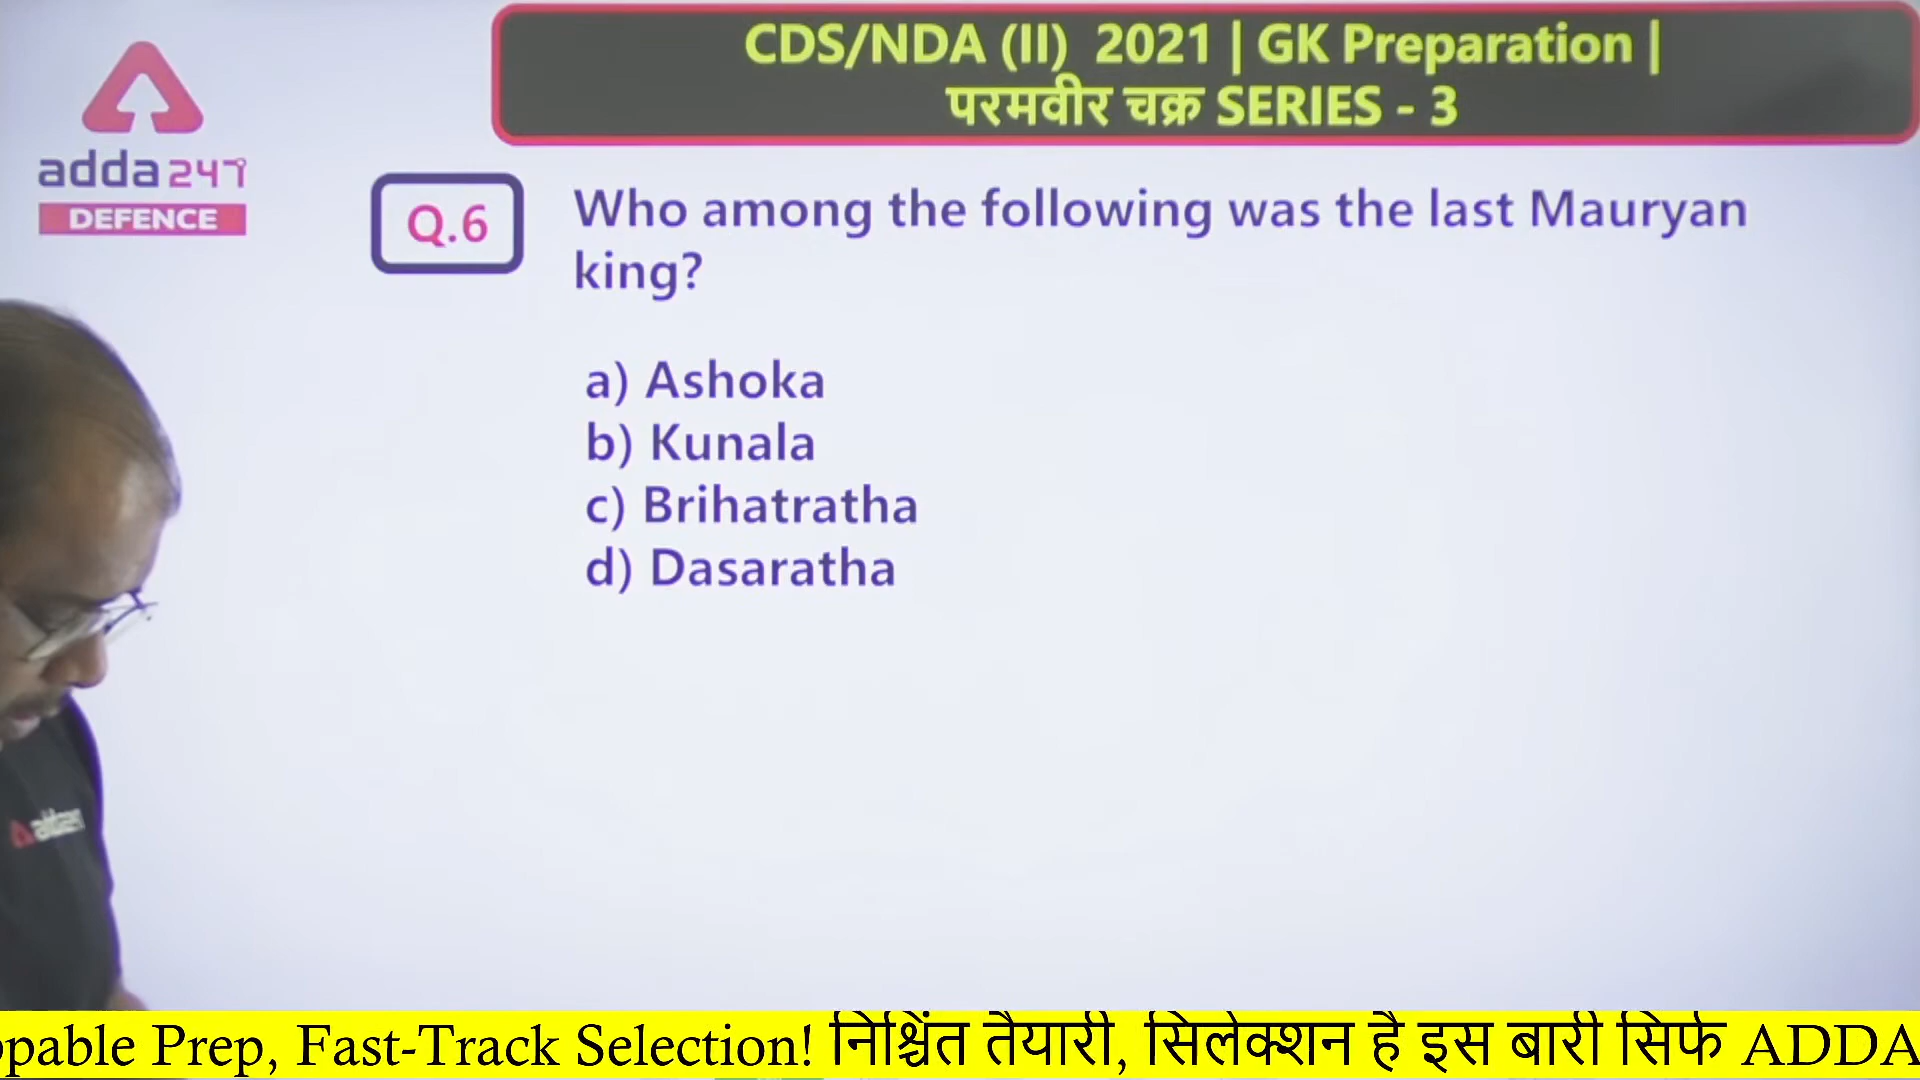 CDS/NDA (II) 2021 | GK Preparation |
परमवीर चक्र SERIES - 3
adda247
DEFENCE
Q.6
Who among the following was the last Mauryan
king?
a) Ashoka
b) Kunala
c) Brihatratha
d) Dasaratha
adda247
Prep, Fast-Track Selection! निश्चिंत तैयारी, सिलेक्शन है इस बारी सिर्फ ADDA